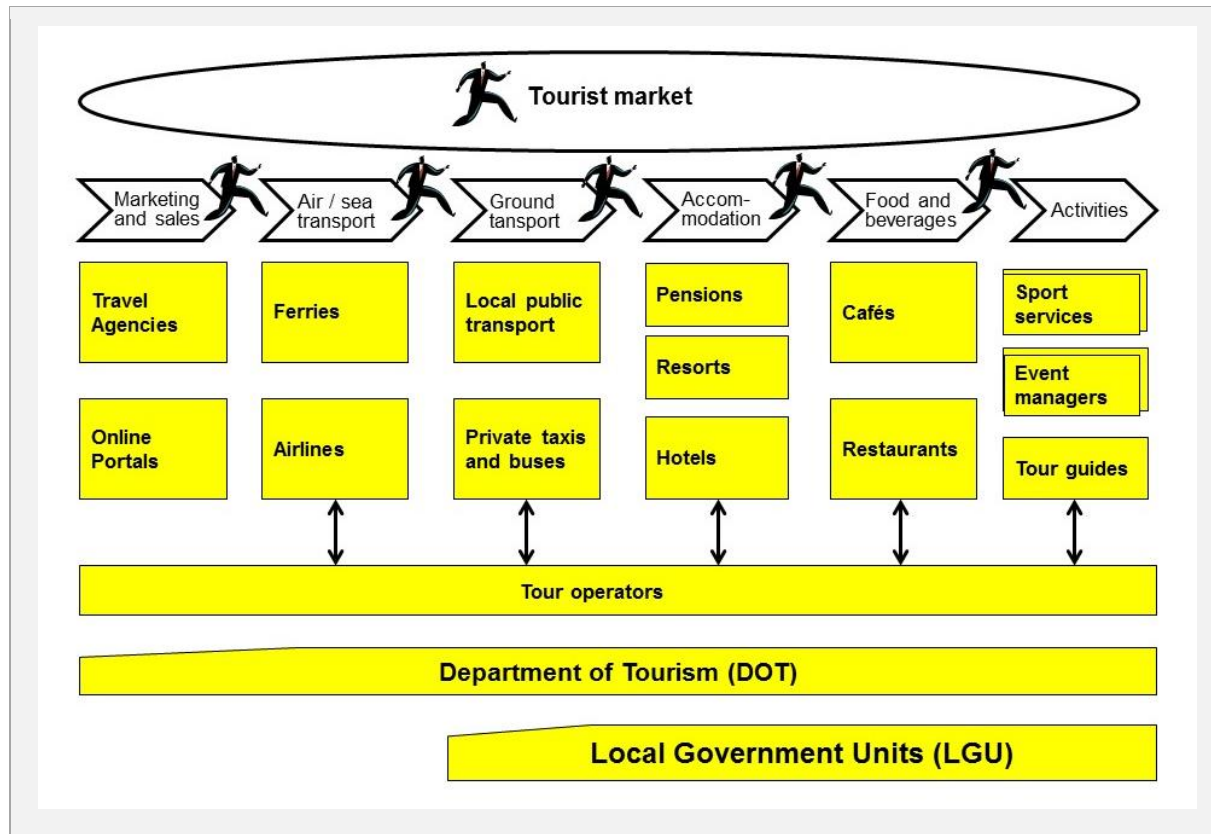 Tourist market
Marketing
and sales
Air / sea
transport
Ground
tansport
Accom-
modation
Food and
beverages
Activities
Travel
Agencies
Ferries
Local public
transport
Pensions
Resorts
Cafés
Sport
services
Event
managers
Online
Portals
Airlines
Private taxis
and buses
Hotels
Restaurants
Tour guides
Tour operators
Department of Tourism (DOT)
Local Government Units (LGU)